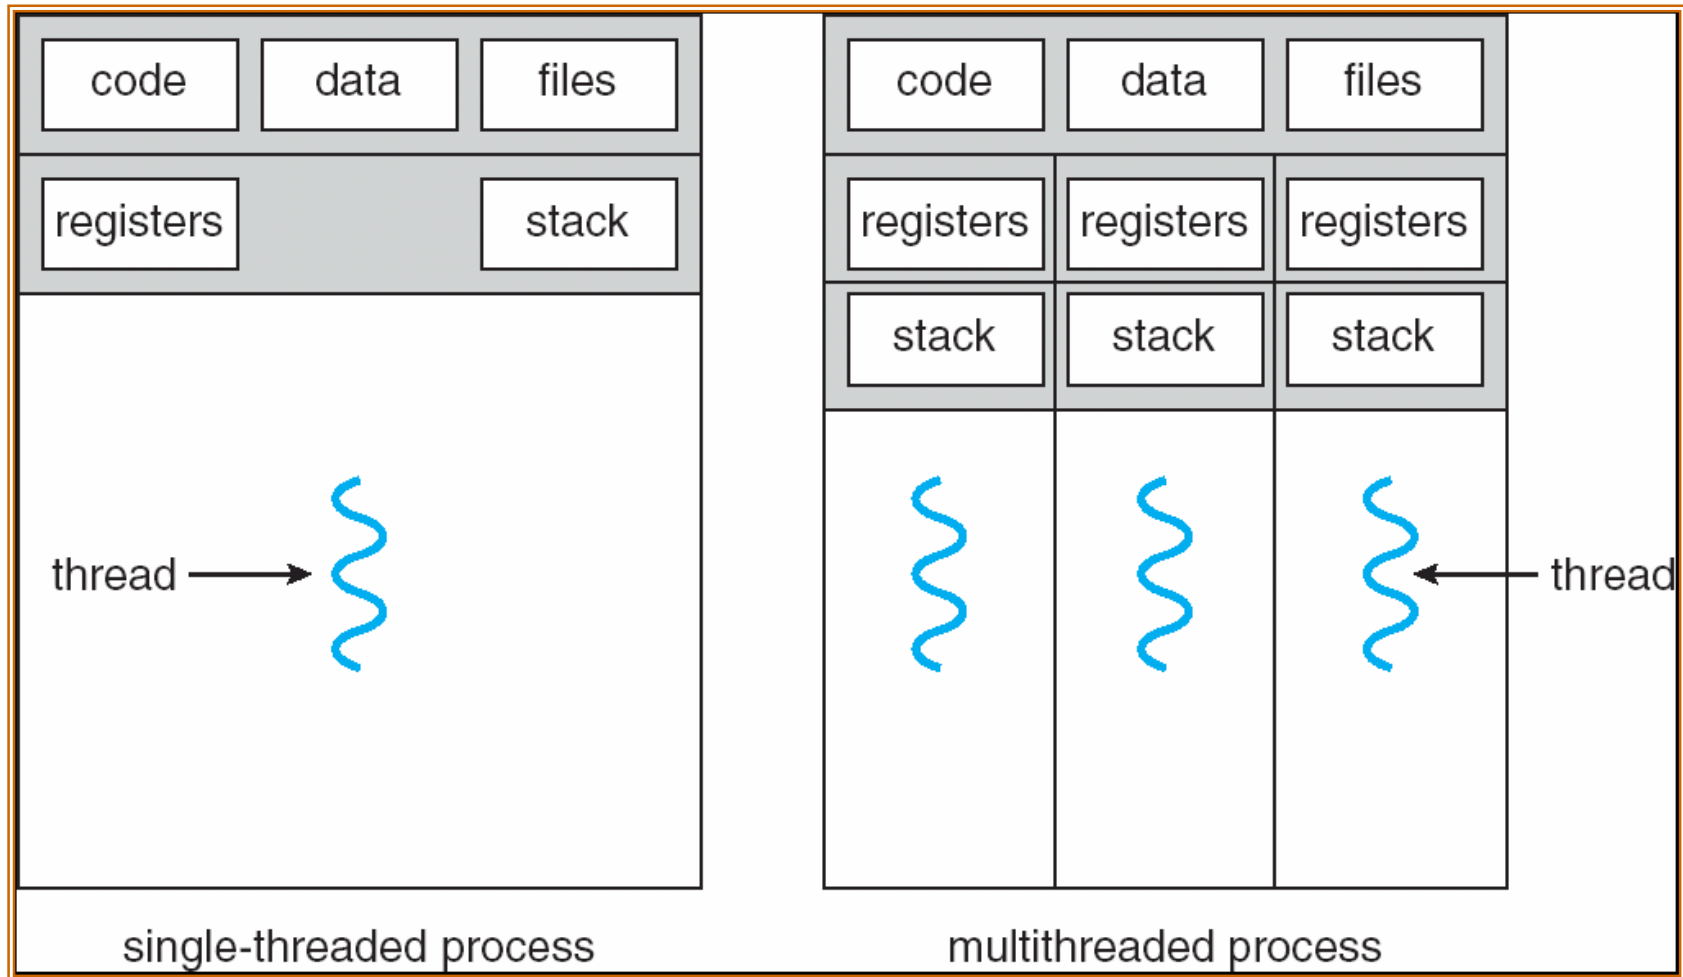 code data files
registers stack
thread
single-threaded process
code data files
registers registers registers
stack stack stack
thread
multithreaded process